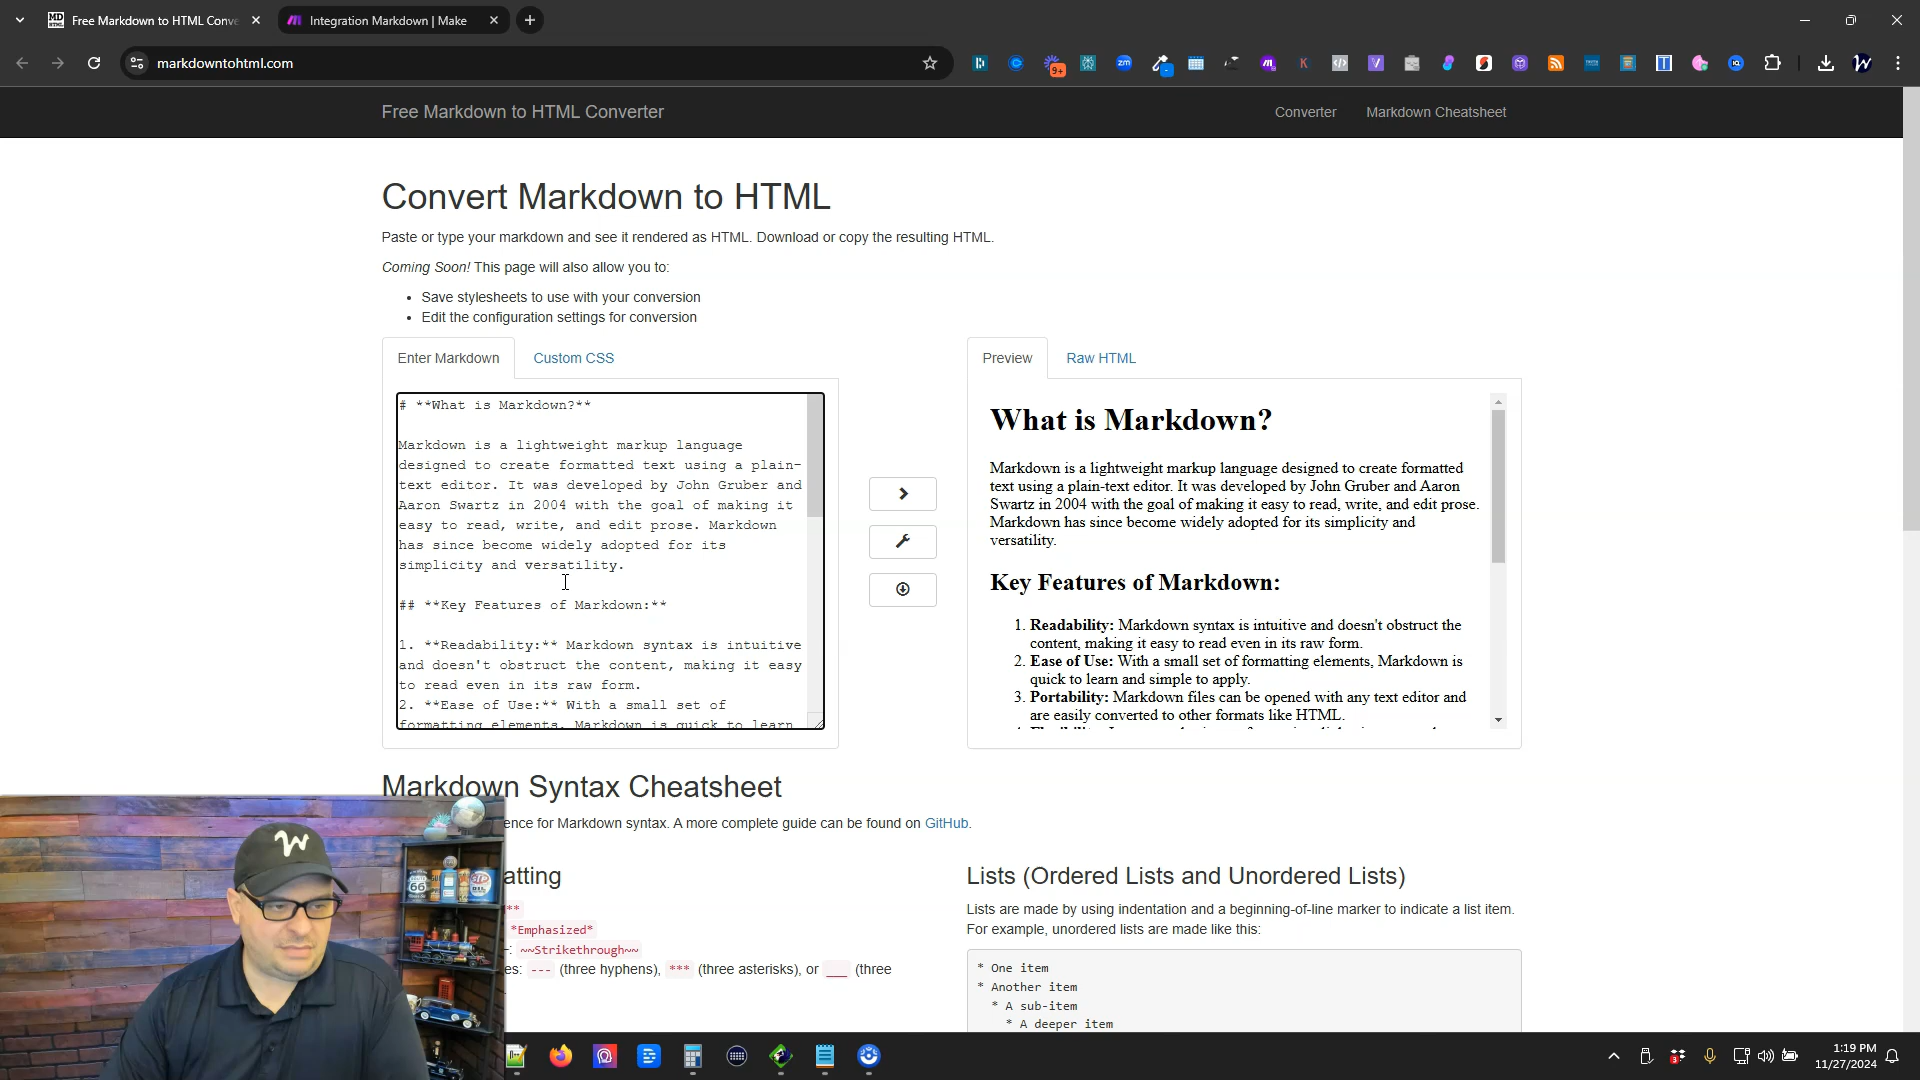 Free Markdown to HTML Conve
Integration Markdown | Make
markdowntohtml.com
9+
zm
K
V
T
Free Markdown to HTML Converter
Converter
Markdown Cheatsheet
Convert Markdown to HTML
Paste or type your markdown and see it rendered as HTML. Download or copy the resulting HTML.
Coming Soon! This page will also allow you to:
• Save stylesheets to use with your conversion
• Edit the configuration settings for conversion
Enter Markdown
Custom CSS
# **What is Markdown?**
Markdown is a lightweight markup language
designed to create formatted text using a plain-
text editor. It was developed by John Gruber and
Aaron Swartz in 2004 with the goal of making it
easy to read, write, and edit prose. Markdown
has since become widely adopted for its
simplicity and versatility.
## **Key Features of Markdown:**
1. **Readability:** Markdown syntax is intuitive
and doesn't obstruct the content, making it easy
to read even in its raw form.
2. **Ease of Use:** With a small set of
formatting elements, Markdown is quick to learn
Preview
Raw HTML
What is Markdown?
Markdown is a lightweight markup language designed to create formatted
text using a plain-text editor. It was developed by John Gruber and Aaron
Swartz in 2004 with the goal of making it easy to read, write, and edit prose.
Markdown has since become widely adopted for its simplicity and
versatility.
Key Features of Markdown:
1. Readability: Markdown syntax is intuitive and doesn't obstruct the
content, making it easy to read even in its raw form.
2. Ease of Use: With a small set of formatting elements, Markdown is
quick to learn and simple to apply.
3. Portability: Markdown files can be opened with any text editor and
are easily converted to other formats like HTML.
Markdown Syntax Cheatsheet
ence for Markdown syntax. A more complete guide can be found on GitHub.
atting
**
*Emphasized*
: ~~Strikethrough~~
es: --- (three hyphens), *** (three asterisks), or ___ (three
Lists (Ordered Lists and Unordered Lists)
Lists are made by using indentation and a beginning-of-line marker to indicate a list item.
For example, unordered lists are made like this:
* One item
* Another item
* A sub-item
* A deeper item
W
66
OIL
3
1:19 PM
11/27/2024